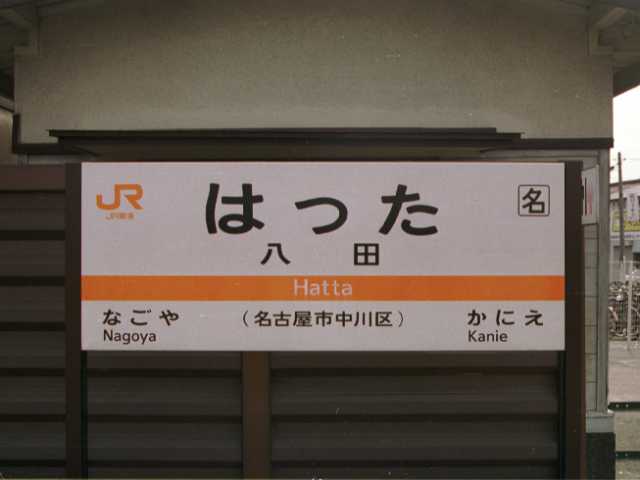 JR
JR東海
はった
名
八田
Hatta
なごや
Nagoya
(名古屋市中川区)
かにえ
Kanie